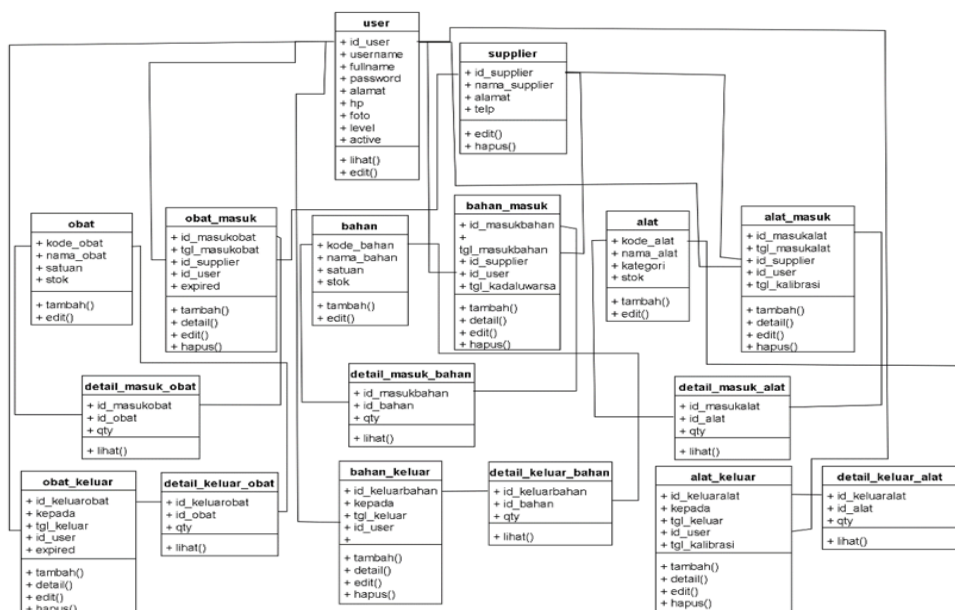 user
+ id_user
+ username
+ fullname
+ password
+ alamat
+ hp
+ foto
+ level
+ active
+ lihat()
+ edit()
supplier
+ id_supplier
+ nama_supplier
+ alamat
+ telp
+ edit()
+ hapus()
obat
+ kode_obat
+ nama_obat
+ satuan
+ stok
+ tambah()
+ edit()
obat_masuk
+ id_masukobat
+ tgl_masukobat
+ id_supplier
+ id_user
+ expired
+ tambah()
+ detail()
+ edit()
+ hapus()
bahan
+ kode_bahan
+ nama_bahan
+ satuan
+ stok
+ tambah()
+ edit()
bahan_masuk
+ id_masukbahan
+
tgl_masukbahan
+ id_supplier
+ id_user
+ tgl_kadaluwarsa
+ tambah()
+ detail()
+ edit()
+ hapus()
alat
+ kode_alat
+ nama_alat
+ kategori
+ stok
+ tambah()
+ edit()
alat_masuk
+ id_masukalat
+ tgl_masukalat
+ id_supplier
+ id_user
+ tgl_kalibrasi
+ tambah()
+ detail()
+ edit()
+ hapus()
detail_masuk_obat
+ id_masukobat
+ id_obat
+ qty
+ lihat()
detail_masuk_bahan
+ id_masukbahan
+ id_bahan
+ qty
+ lihat()
detail_masuk_alat
+ id_masukalat
+ id_alat
+ qty
+ lihat()
obat_keluar
+ id_keluarobat
+ kepada
+ tgl_keluar
+ id_user
+ expired
+ tambah()
+ detail()
+ edit()
+ hapus()
detail_keluar_obat
+ id_keluarobat
+ id_obat
+ qty
+ lihat()
bahan_keluar
+ id_keluarbahan
+ kepada
+ tgl_keluar
+ id_user
+
+ tambah()
+ detail()
+ edit()
+ hapus()
detail_keluar_bahan
+ id_keluarbahan
+ id_bahan
+ qty
+ lihat()
alat_keluar
+ id_keluaralat
+ kepada
+ tgl_keluar
+ id_user
+ tgl_kalibrasi
+ tambah()
+ detail()
+ edit()
+ hapus()
detail_keluar_alat
+ id_keluaralat
+ id_alat
+ qty
+ lihat()